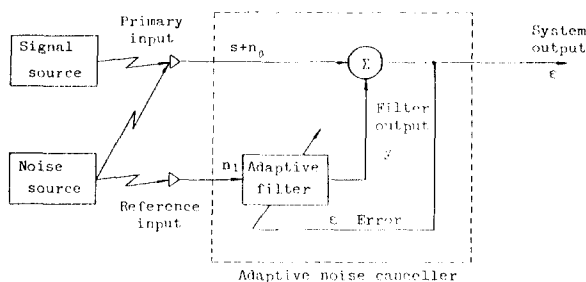 Primary
input
Signal
source
s+n₀
Σ
System
output
ε
Filter
output
y
Noise
source
n₁
Adaptive
filter
Reference
input
ε Error
Adaptive noise canceller